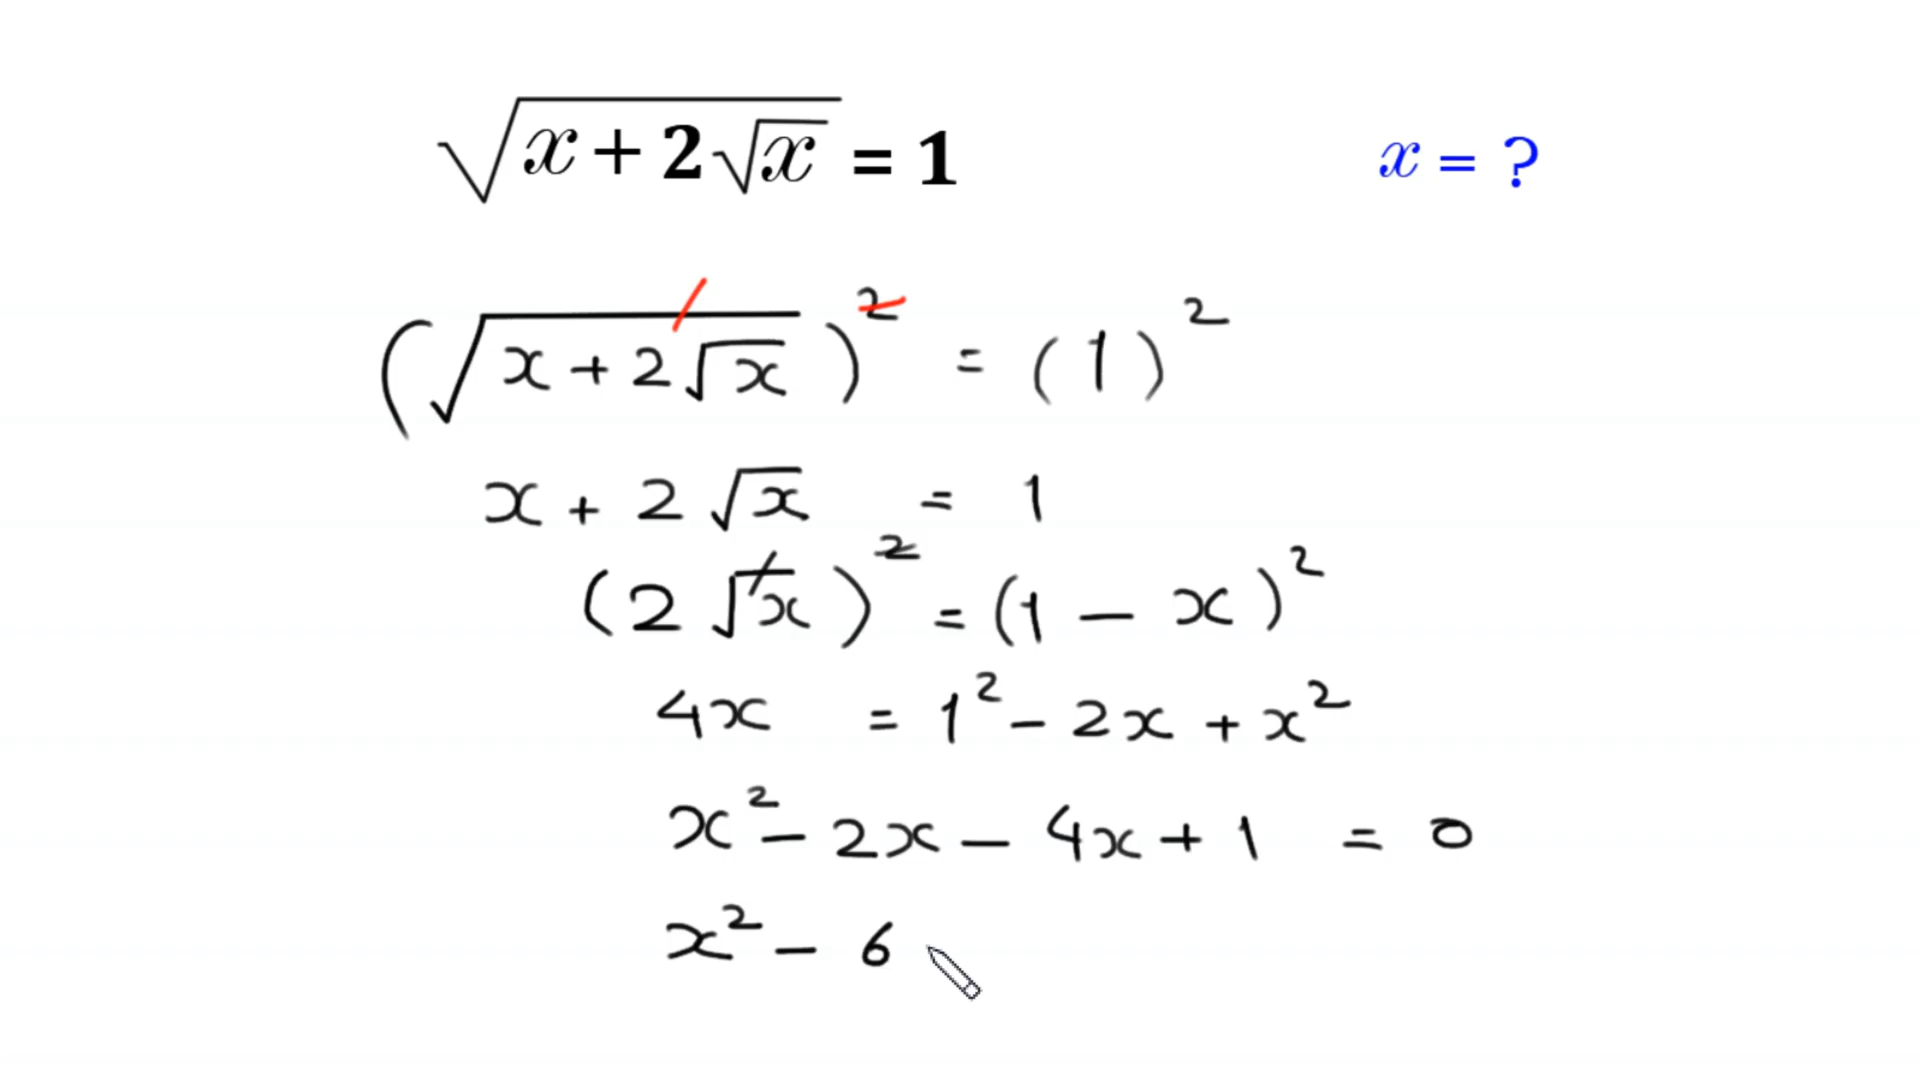 √(x + 2√x) = 1
x = ?
(√(x + 2√x))² = (1)²
x + 2√x = 1
(2√x)² = (1 − x)²
4x = 1² − 2x + x²
x² − 2x − 4x + 1 = 0
x² − 6